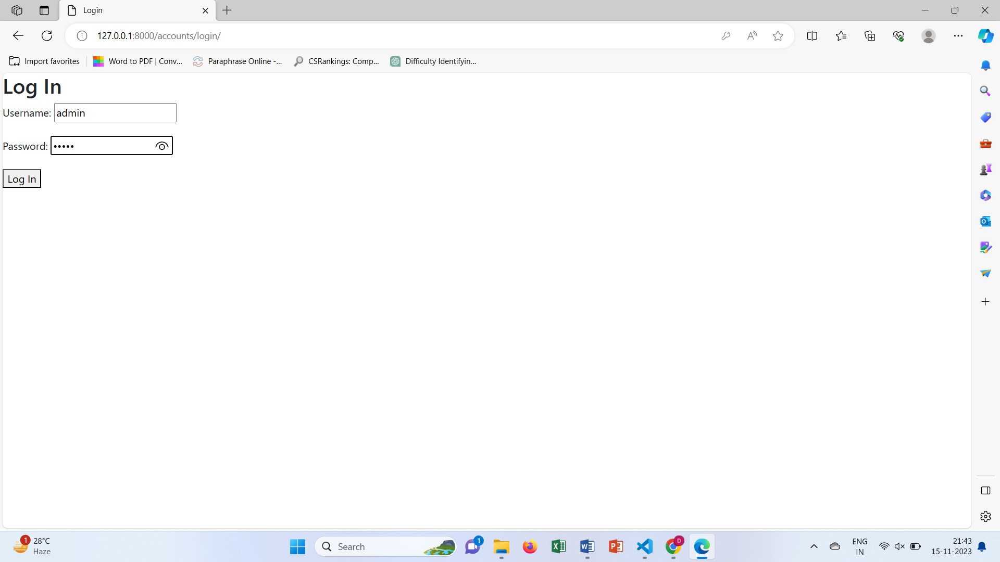 Login
127.0.0.1:8000/accounts/login/
Import favorites
Word to PDF | Conv...
Paraphrase Online -...
CSRankings: Comp...
Difficulty Identifyin...
Log In
Username: admin
Password: •••••
Log In
1
28°C
Haze
Search
1
D
ENG
IN
21:43
15-11-2023